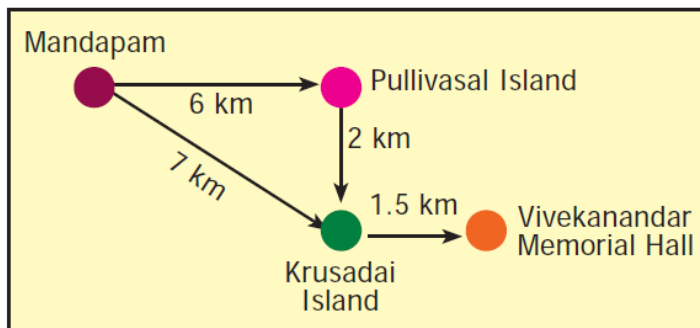 Mandapam
Pullivasal Island
6 km
2 km
7 km
1.5 km
Vivekanandar
Memorial Hall
Krusadai
Island